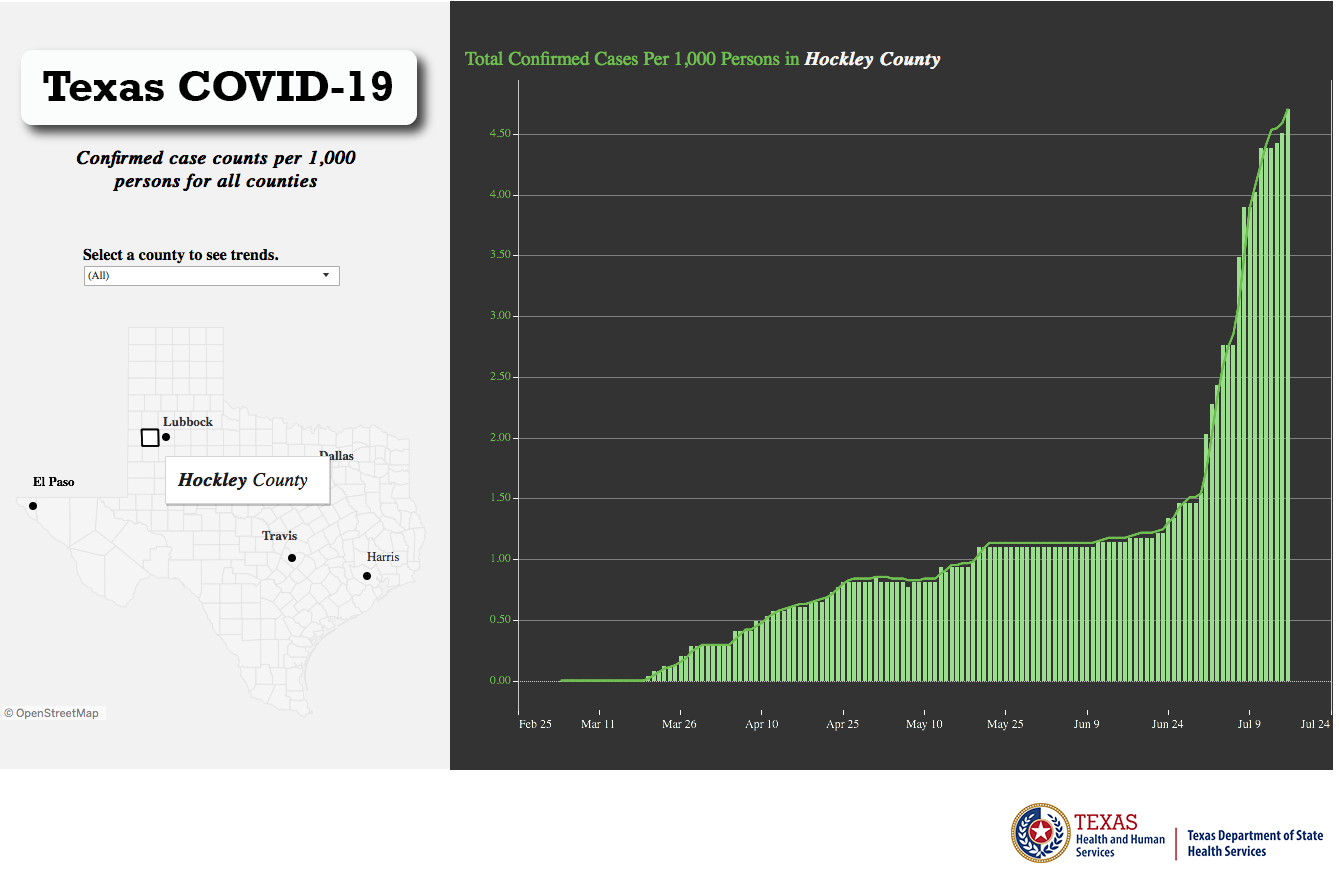 Texas COVID-19
Confirmed case counts per 1,000
persons for all counties
Select a county to see trends.
(All)
Lubbock
Dallas
Hockley County
El Paso
Travis
Harris
© OpenStreetMap
Total Confirmed Cases Per 1,000 Persons in Hockley County
4.50
4.00
3.50
3.00
2.50
2.00
1.50
1.00
0.50
0.00
Feb 25 Mar 11 Mar 26 Apr 10 Apr 25 May 10 May 25 Jun 9 Jun 24 Jul 9 Jul 24
TEXAS
Health and Human
Services
Texas Department of State
Health Services